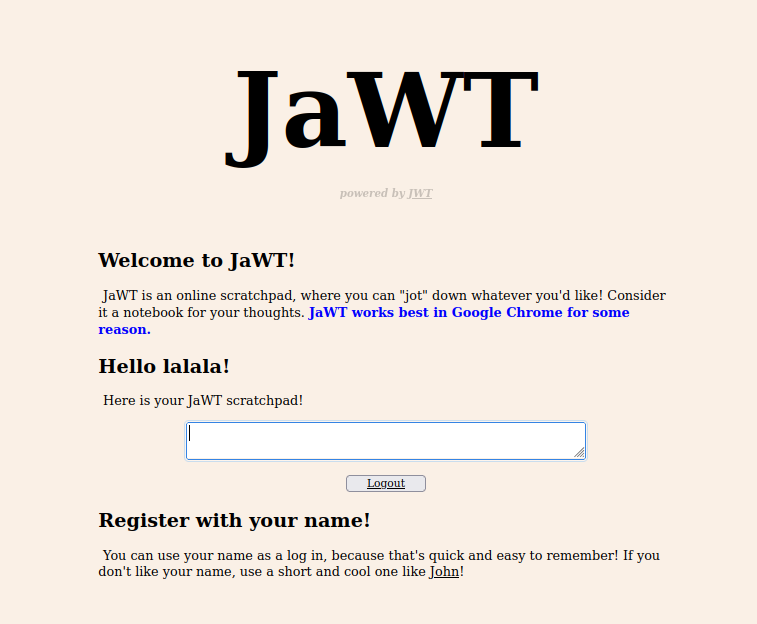 JaWT
powered by JWT
Welcome to JaWT!
JaWT is an online scratchpad, where you can "jot" down whatever you'd like! Consider
it a notebook for your thoughts. JaWT works best in Google Chrome for some
reason.
Hello lalala!
Here is your JaWT scratchpad!
Logout
Register with your name!
You can use your name as a log in, because that's quick and easy to remember! If you
don't like your name, use a short and cool one like John!